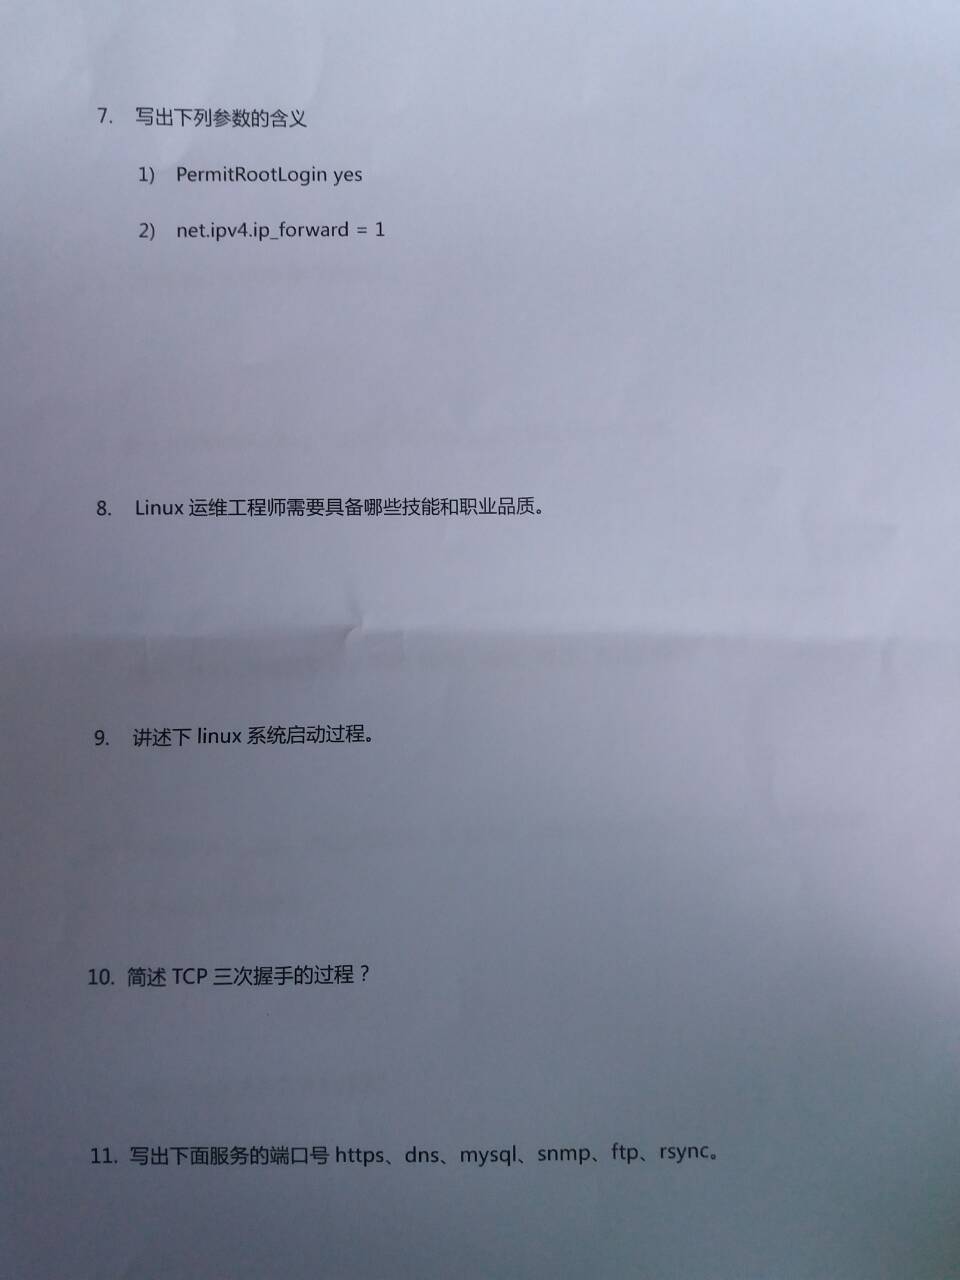 7. 写出下列参数的含义
1) PermitRootLogin yes
2) net.ipv4.ip_forward = 1
8. Linux 运维工程师需要具备哪些技能和职业品质。
9. 讲述下 linux 系统启动过程。
10. 简述 TCP 三次握手的过程？
11. 写出下面服务的端口号 https、dns、mysql、snmp、ftp、rsync。